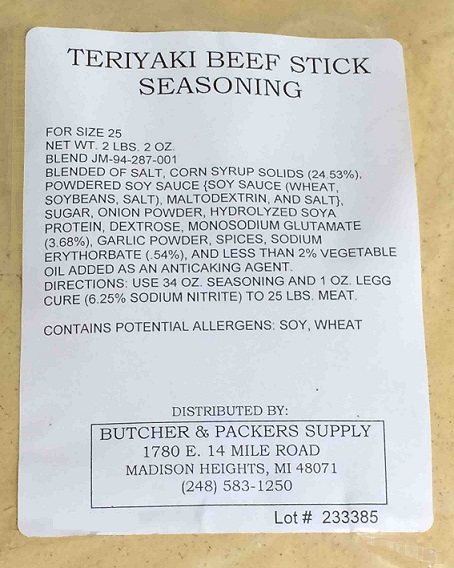 TERIYAKI BEEF STICK
SEASONING
FOR SIZE 25
NET WT. 2 LBS. 2 OZ.
BLEND JM-94-287-001
BLENDED OF SALT, CORN SYRUP SOLIDS (24.53%),
POWDERED SOY SAUCE {SOY SAUCE (WHEAT,
SOYBEANS, SALT), MALTODEXTRIN, AND SALT},
SUGAR, ONION POWDER, HYDROLYZED SOYA
PROTEIN, DEXTROSE, MONOSODIUM GLUTAMATE
(3.68%), GARLIC POWDER, SPICES, SODIUM
ERYTHORBATE (.54%), AND LESS THAN 2% VEGETABLE
OIL ADDED AS AN ANTICAKING AGENT.
DIRECTIONS: USE 34 OZ. SEASONING AND 1 OZ. LEGG
CURE (6.25% SODIUM NITRITE) TO 25 LBS. MEAT.
CONTAINS POTENTIAL ALLERGENS: SOY, WHEAT
DISTRIBUTED BY:
BUTCHER & PACKERS SUPPLY
1780 E. 14 MILE ROAD
MADISON HEIGHTS, MI 48071
(248) 583-1250
Lot # 233385